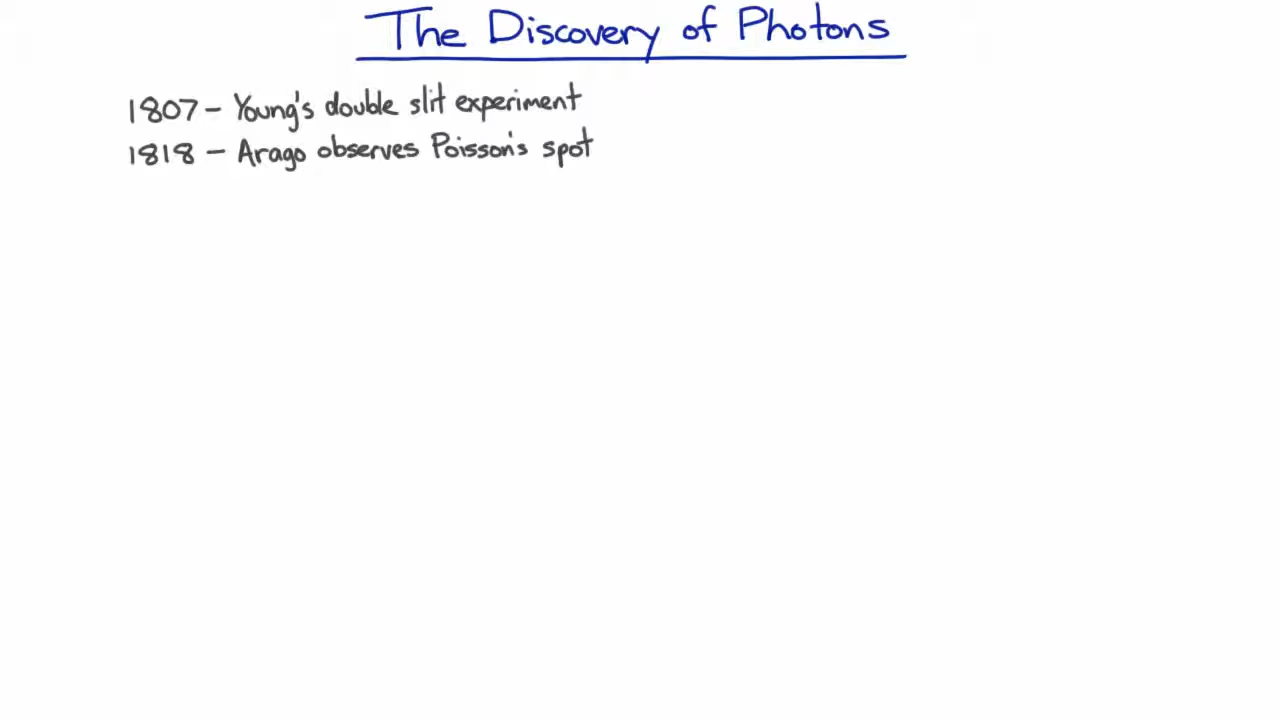 The Discovery of Photons
1807 – Young's double slit experiment
1818 – Arago observes Poisson's spot